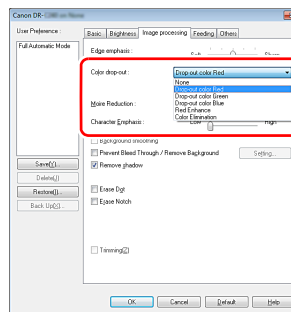 Canon DR-
User Preference :
Full Automatic Mode
Basic Brightness Image processing Feeding Others
Edge emphasis :
Color drop-out : Drop-out color Red
None
Drop-out color Red
Drop-out color Green
Drop-out color Blue
Red Enhance
Color Elimination
Moire Reduction :
Character Emphasis : Low High
Background smoothing
Prevent Bleed Through / Remove Background Setting...
Remove shadow
Erase Dot
Erase Notch
Trimming(Z)
Save(Y)...
Delete(J)
Restore(I)...
Back Up(X)...
OK Cancel Default Help